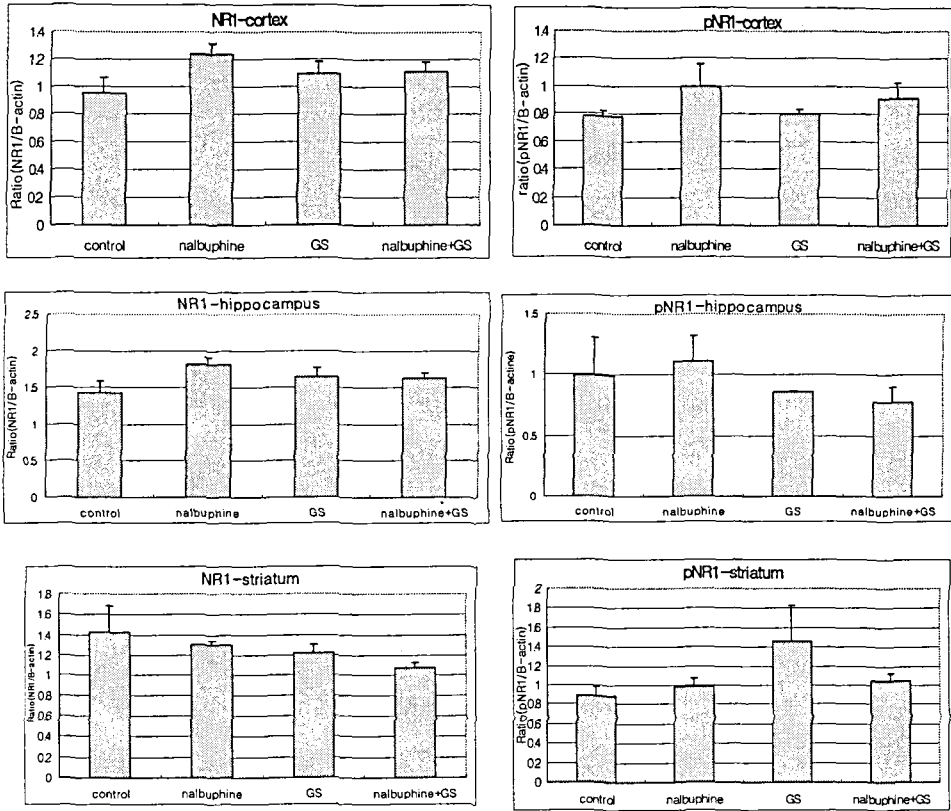 NR1-cortex
Ratio(NR1/B-actin)
1.4
1.2
1
0.8
0.6
0.4
0.2
0
control nalbuphine GS nalbuphine+GS
pNR1-cortex
ratio(pNR1/B-actin)
1.4
1.2
1
0.8
0.6
0.4
0.2
0
control nalbuphine GS nalbuphine+GS
NR1-hippocampus
Ratio(NR1/B-actin)
2.5
2
1.5
1
0.5
0
control nalbuphine GS nalbuphine+GS
pNR1-hippocampus
Ratio(pNR1/B-actine)
1.5
1
0.5
0
control nalbuphine GS nalbuphine+GS
NR1-striatum
Ratio(NR1/B-actin)
1.8
1.6
1.4
1.2
1
0.8
0.6
0.4
0.2
0
control nalbuphine GS nalbuphine+GS
pNR1-striatum
Ratio(pNR1/B-actin)
2
1.8
1.6
1.4
1.2
1
0.8
0.6
0.4
0.2
0
control nalbuphine GS nalbuphine+GS